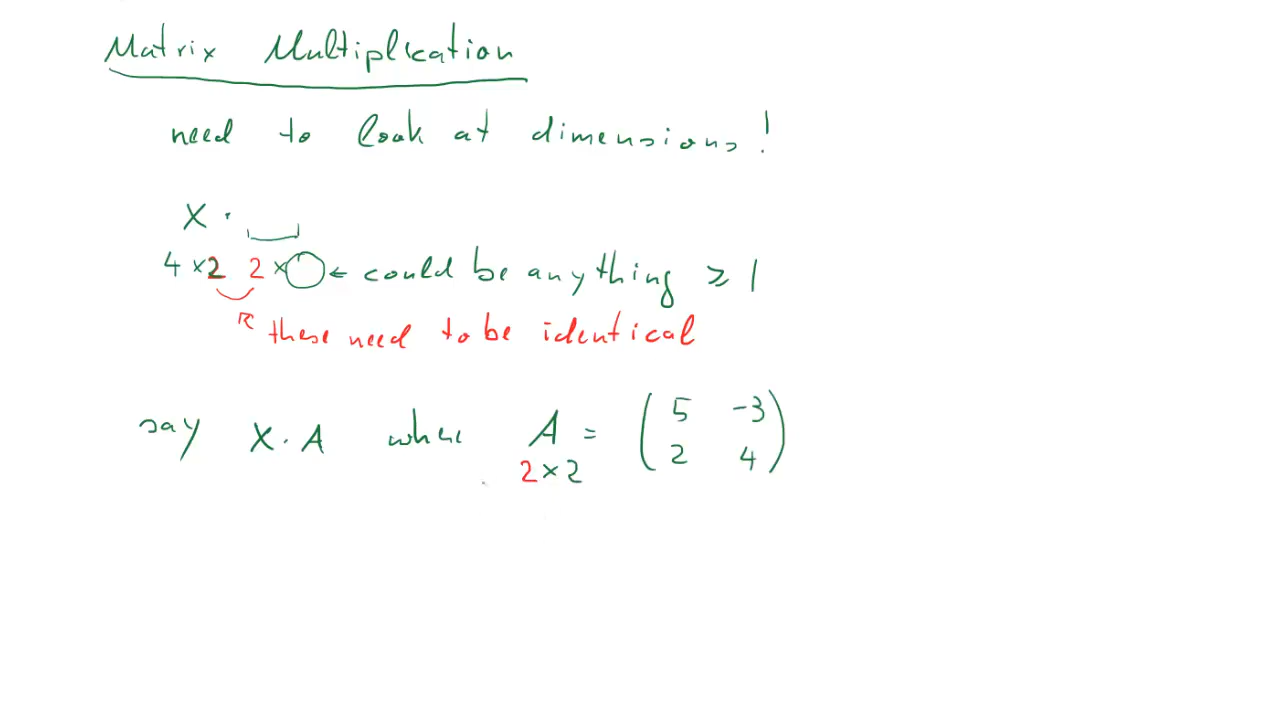 Matrix Multiplication
need to look at dimensions!
X ·
4 × 2 2 × ← could be anything ≥ 1
these need to be identical
say X · A where A = ( 5 -3
2 4 )
2 × 2